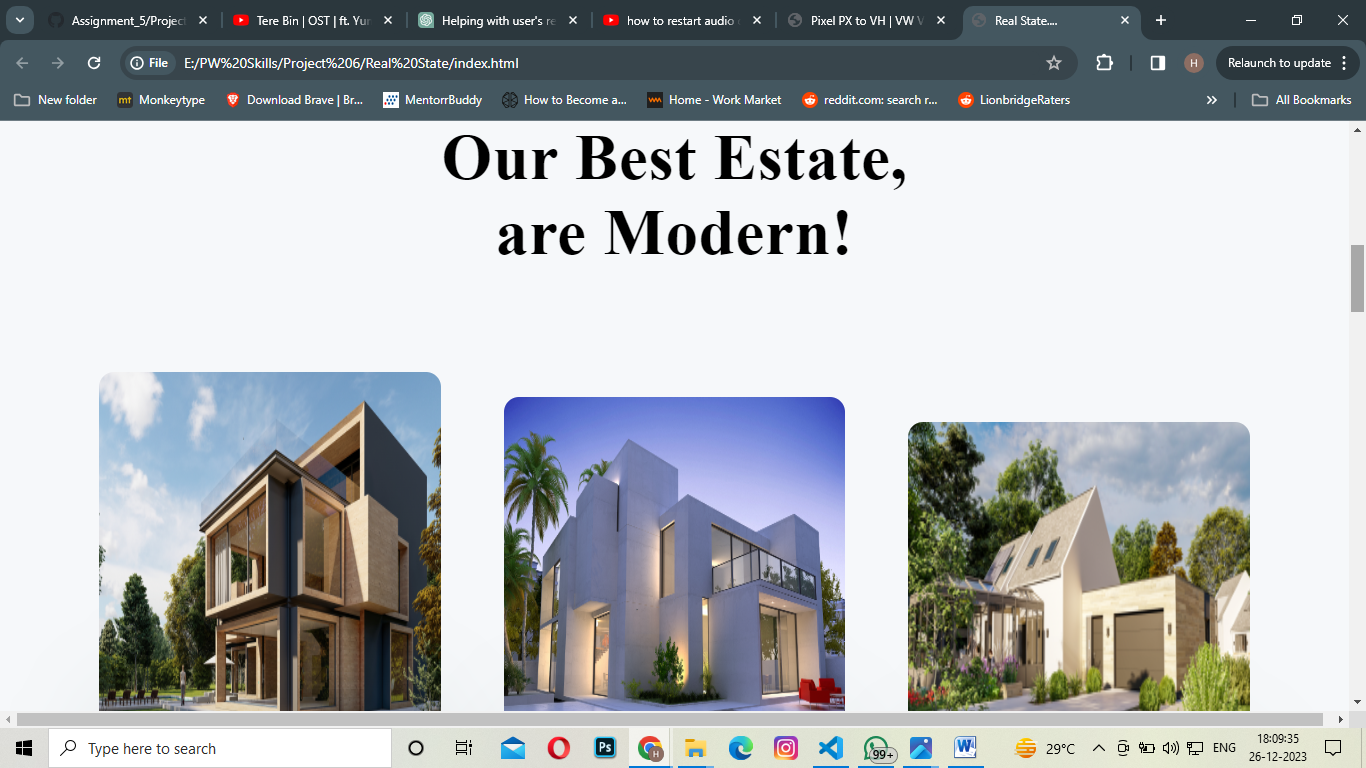 Assignment_5/Project
Tere Bin | OST | ft. Yum
Helping with user's re
how to restart audio
Pixel PX to VH | VW V
Real State....
File
E:/PW%20Skills/Project%206/Real%20State/index.html
H
Relaunch to update
New folder
mt
Monkeytype
Download Brave | Br...
MentorrBuddy
How to Become a...
Home - Work Market
reddit.com: search r...
LionbridgeRaters
»
All Bookmarks
Our Best Estate,
are Modern!
Type here to search
Ps
H
99+
W
29°C
ENG
18:09:35
26-12-2023